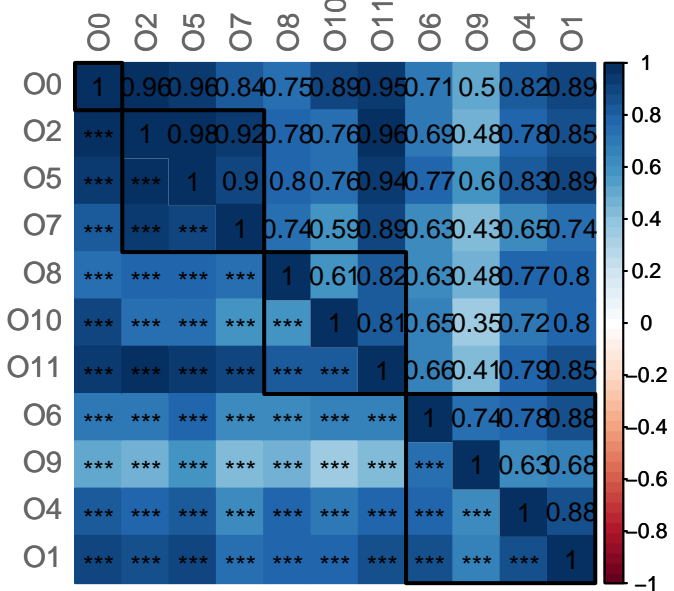 O0 O2 O5 O7 O8 O10 O11 O6 O9 O4 O1
O0 1 0.96 0.96 0.84 0.75 0.89 0.95 0.71 0.5 0.82 0.89
O2 *** 1 0.98 0.92 0.78 0.76 0.96 0.69 0.48 0.78 0.85
O5 *** *** 1 0.9 0.8 0.76 0.94 0.77 0.6 0.83 0.89
O7 *** *** *** 1 0.74 0.59 0.89 0.63 0.43 0.65 0.74
O8 *** *** *** *** 1 0.61 0.82 0.63 0.48 0.77 0.8
O10 *** *** *** *** *** 1 0.81 0.65 0.35 0.72 0.8
O11 *** *** *** *** *** *** 1 0.66 0.41 0.79 0.85
O6 *** *** *** *** *** *** *** 1 0.74 0.78 0.88
O9 *** *** *** *** *** *** *** *** 1 0.63 0.68
O4 *** *** *** *** *** *** *** *** *** 1 0.88
O1 *** *** *** *** *** *** *** *** *** *** 1
1
0.8
0.6
0.4
0.2
0
−0.2
−0.4
−0.6
−0.8
−1